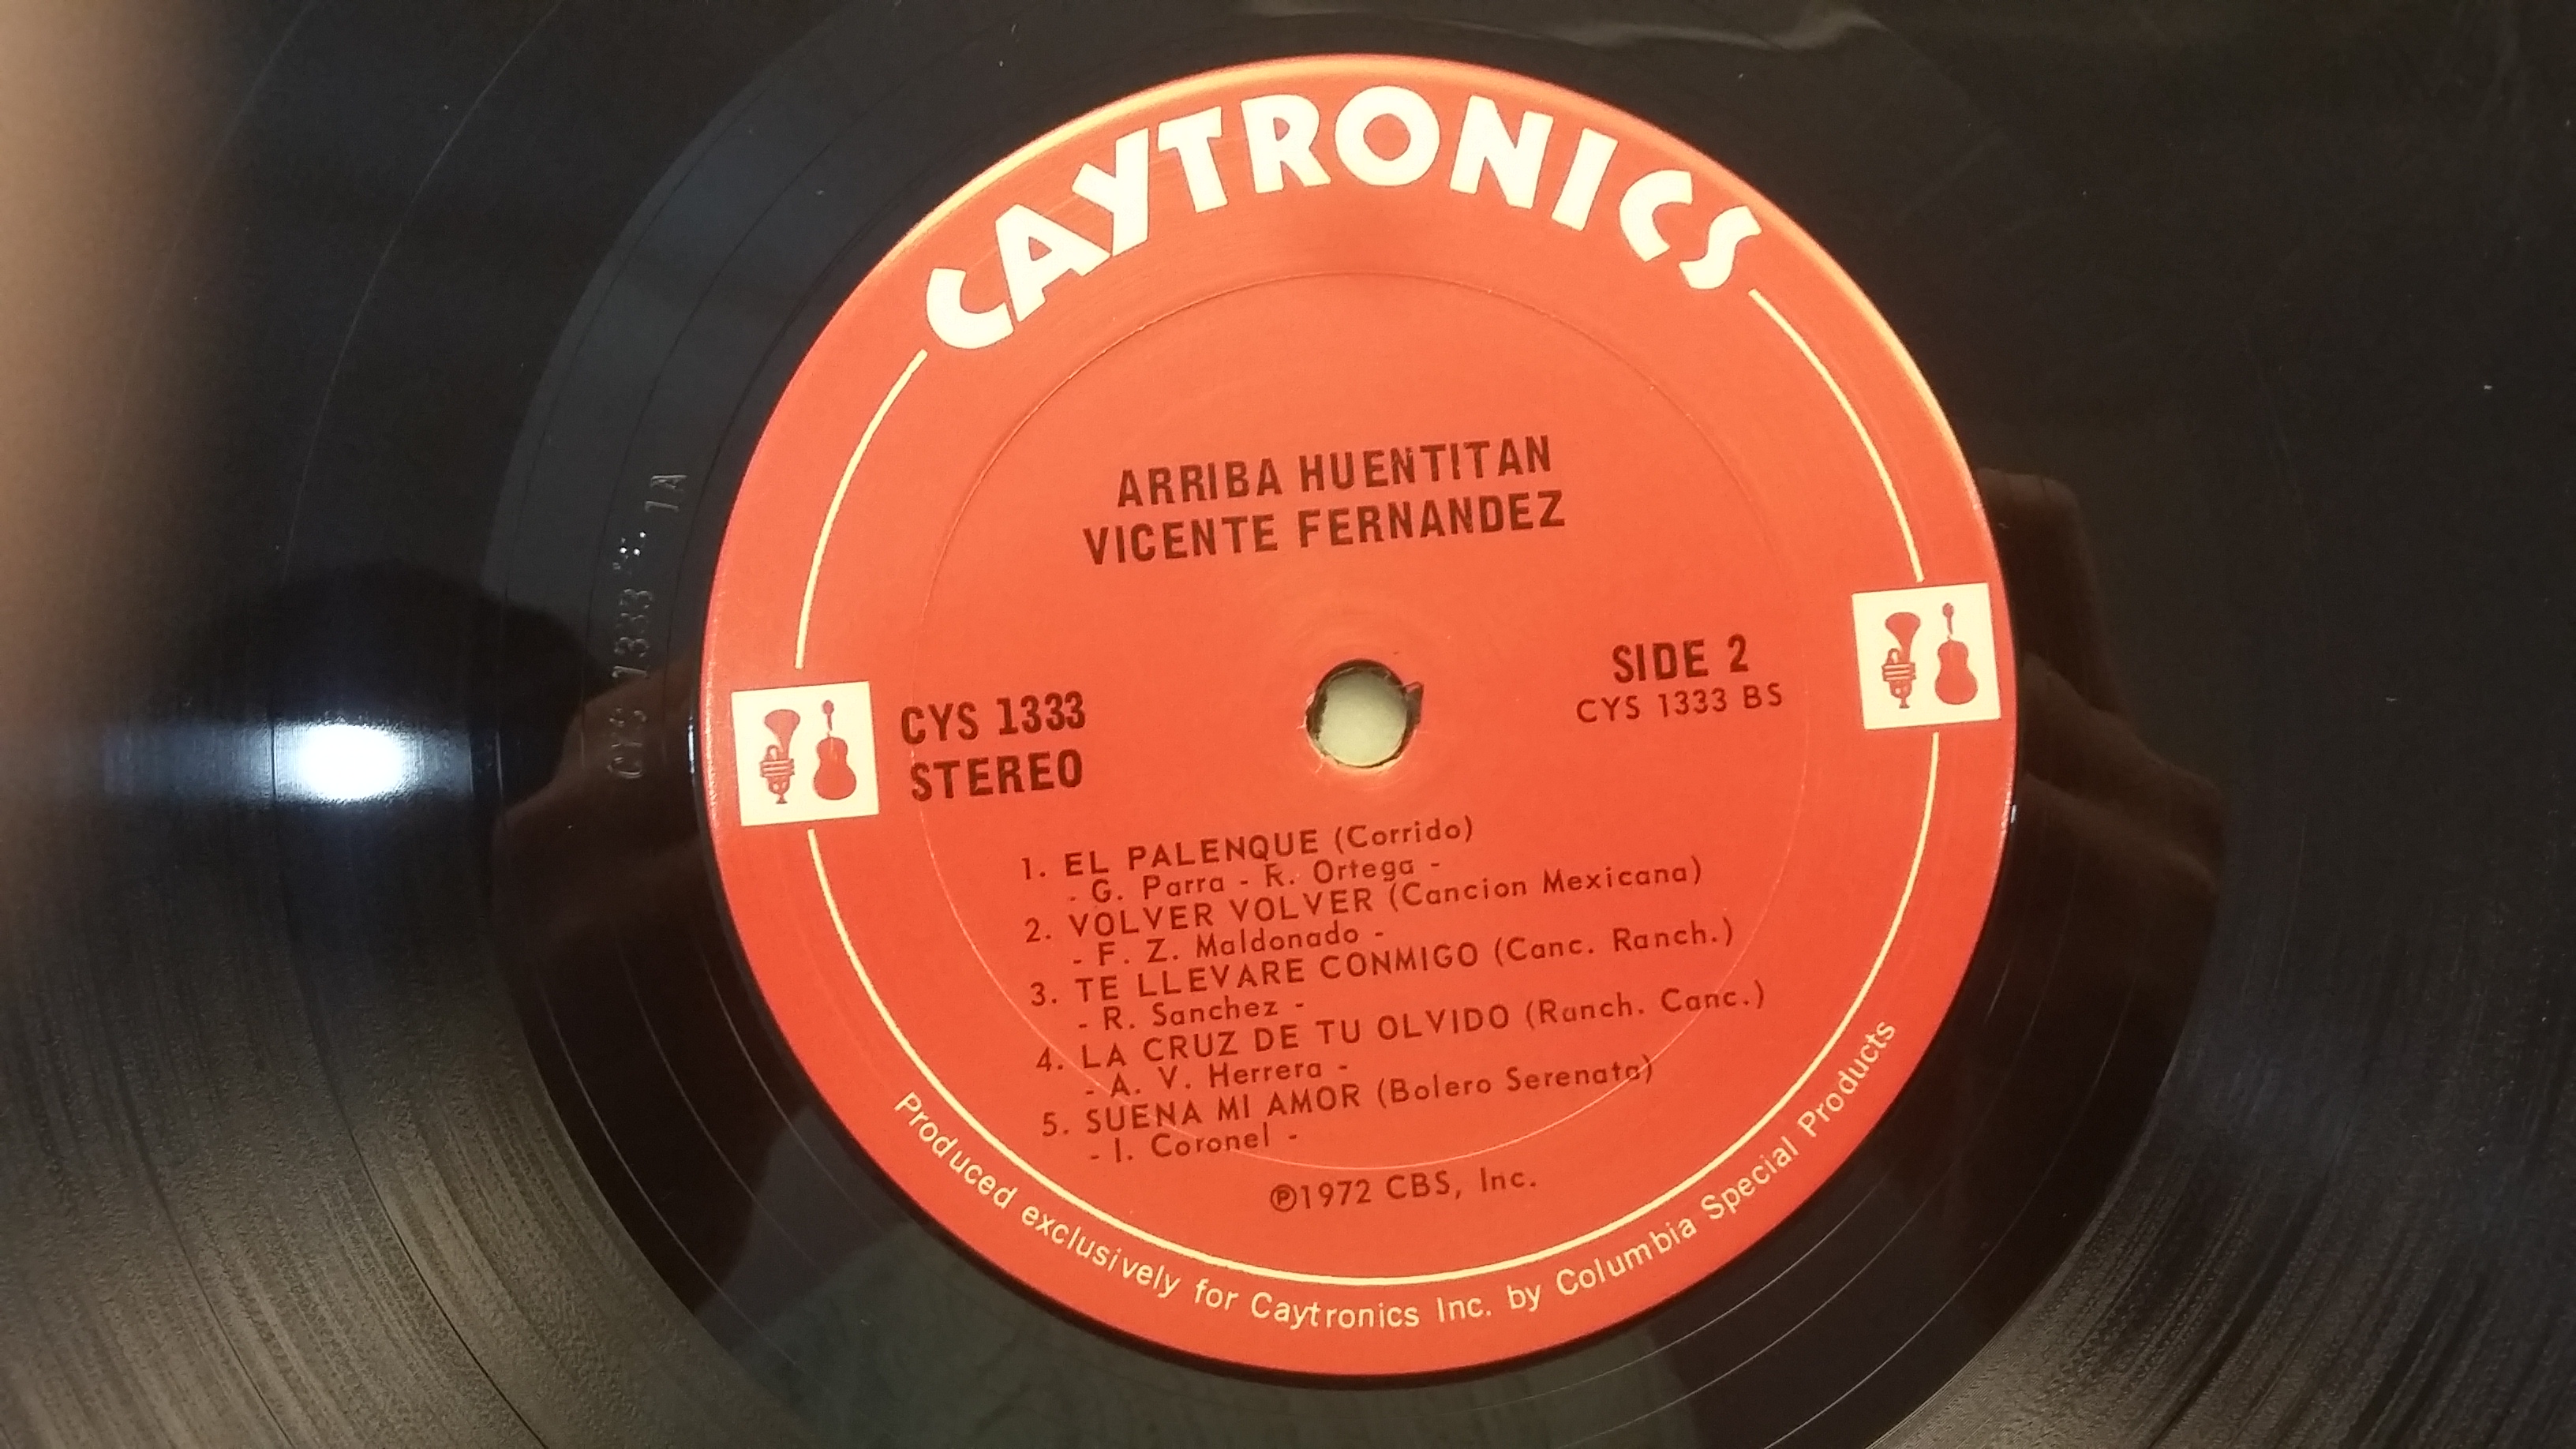 CAYTRONICS
ARRIBA HUENTITAN
VICENTE FERNANDEZ
CYS 1333
STEREO
SIDE 2
CYS 1333 BS
1. EL PALENQUE (Corrido)
- G. Parra - R. Ortega -
2. VOLVER VOLVER (Cancion Mexicana)
- F. Z. Maldonado -
3. TE LLEVARE CONMIGO (Canc. Ranch.)
- R. Sanchez -
4. LA CRUZ DE TU OLVIDO (Ranch. Canc.)
- A. V. Herrera -
5. SUENA MI AMOR (Bolero Serenata)
- I. Coronel -
℗1972 CBS, Inc.
Produced exclusively for Caytronics Inc. by Columbia Special Products
CYS 1333 1A